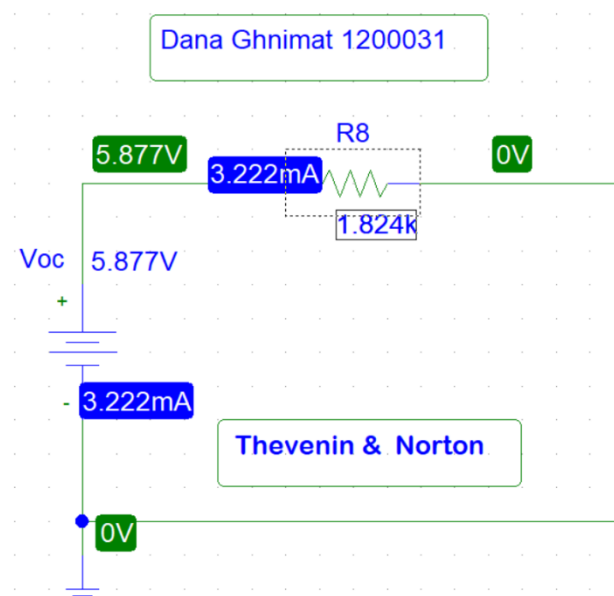 Dana Ghnimat 1200031
R8
5.877V
3.222mA
0V
1.824k
Voc 5.877V
+
-
3.222mA
Thevenin & Norton
0V